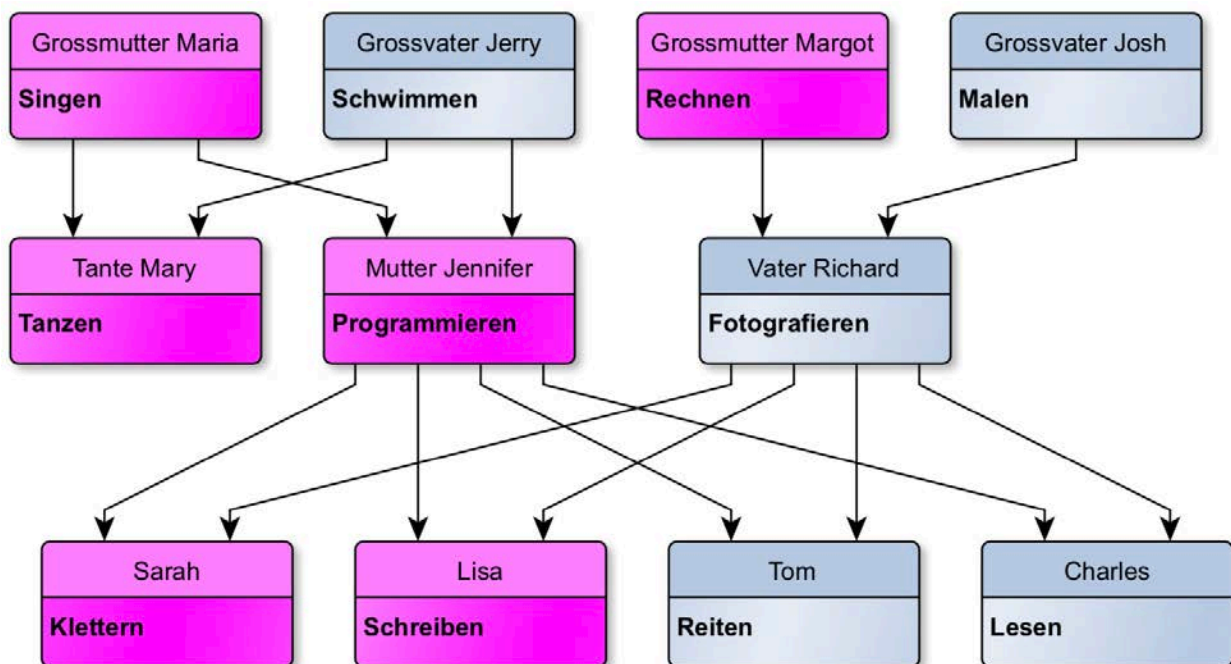 Grossmutter Maria
Singen
Grossvater Jerry
Schwimmen
Grossmutter Margot
Rechnen
Grossvater Josh
Malen
Tante Mary
Tanzen
Mutter Jennifer
Programmieren
Vater Richard
Fotografieren
Sarah
Klettern
Lisa
Schreiben
Tom
Reiten
Charles
Lesen